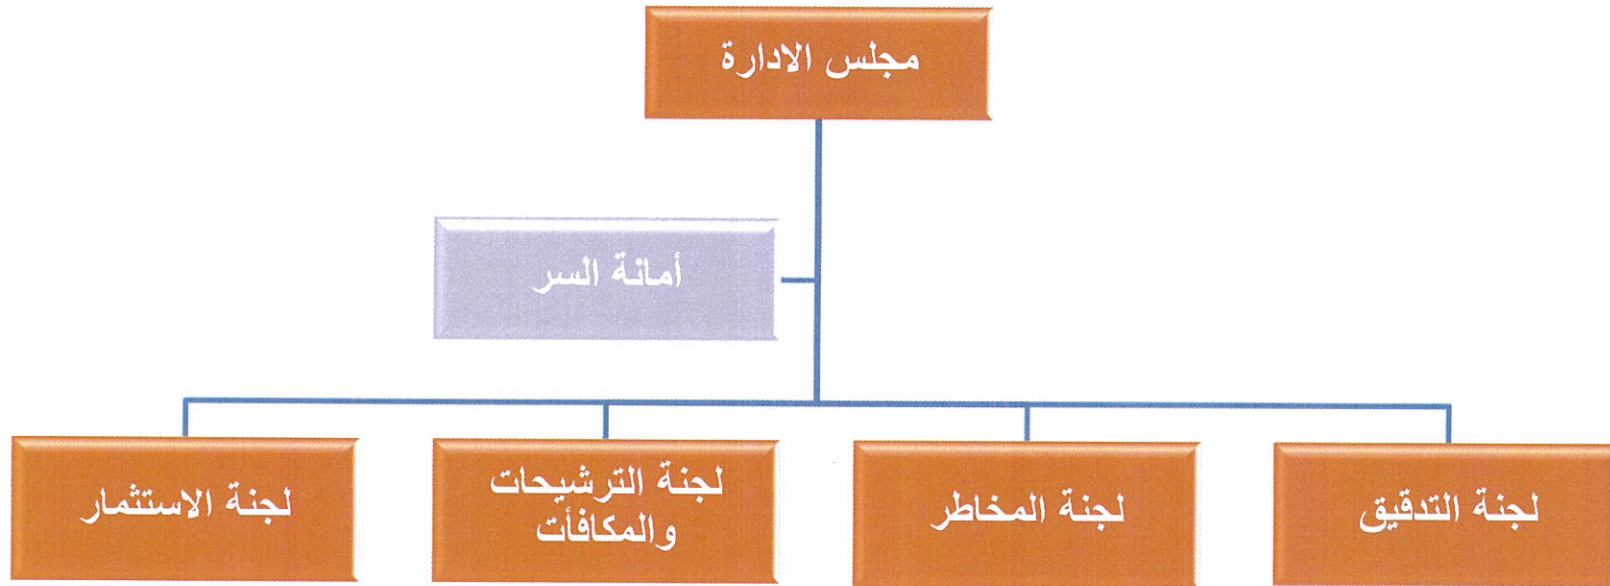 مجلس الادارة
أمانة السر
لجنة التدقيق
لجنة المخاطر
لجنة الترشيحات
والمكافأت
لجنة الاستثمار